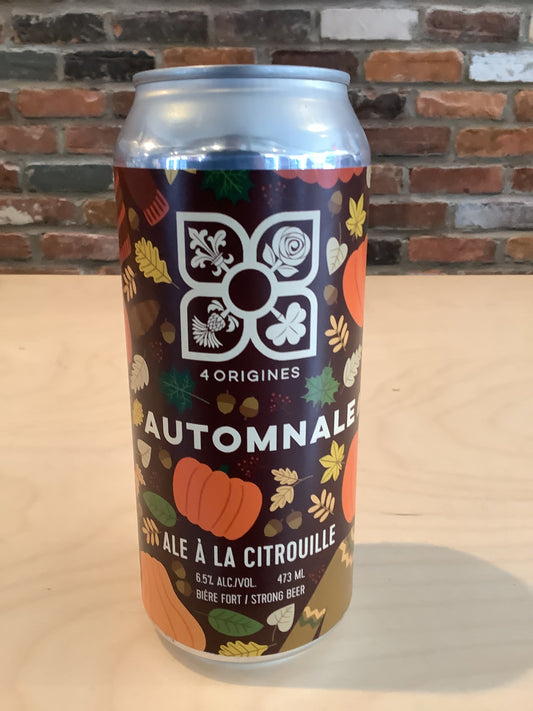 4 ORIGINES
AUTOMNALE
ALE À LA CITROUILLE
6.5% ALC./VOL. 473 ML
BIÈRE FORT / STRONG BEER